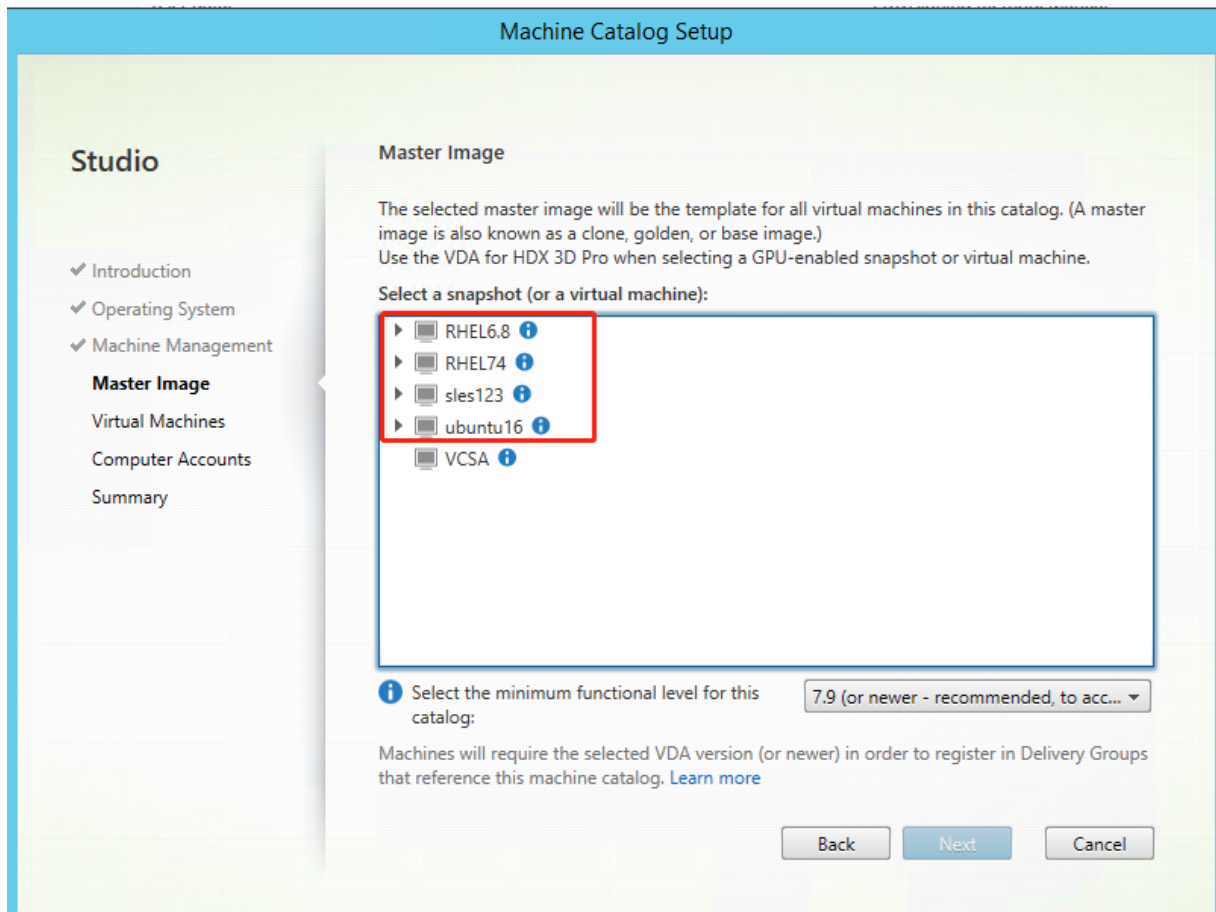 Machine Catalog Setup
Studio
Introduction
Operating System
Machine Management
Master Image
Virtual Machines
Computer Accounts
Summary
Master Image
The selected master image will be the template for all virtual machines in this catalog. (A master
image is also known as a clone, golden, or base image.)
Use the VDA for HDX 3D Pro when selecting a GPU-enabled snapshot or virtual machine.
Select a snapshot (or a virtual machine):
RHEL6.8
RHEL74
sles123
ubuntu16
VCSA
Select the minimum functional level for this
catalog:
7.9 (or newer - recommended, to acc...
Machines will require the selected VDA version (or newer) in order to register in Delivery Groups
that reference this machine catalog. Learn more
Back
Next
Cancel